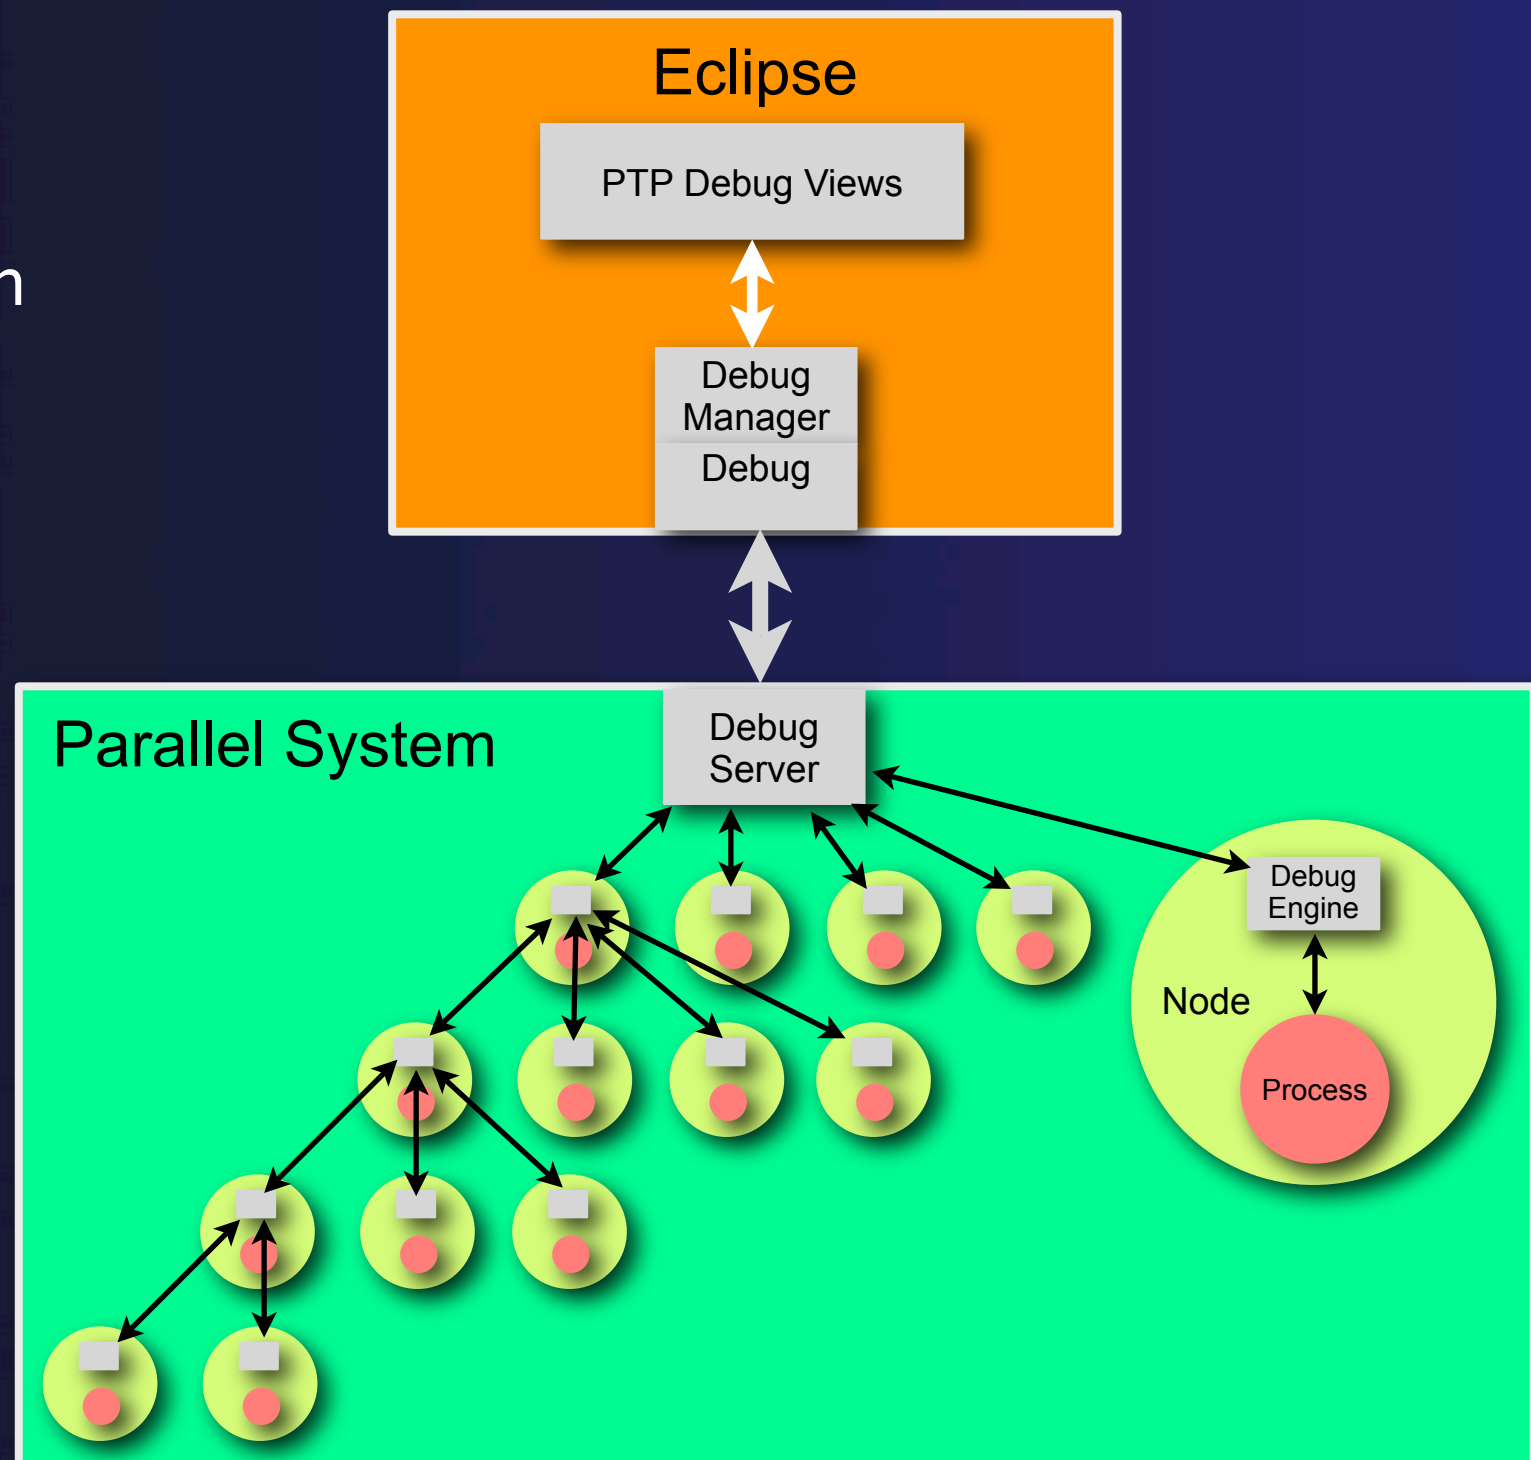 Eclipse
PTP Debug Views
n
Debug
Manager
Debug
Parallel System
Debug
Server
Debug
Engine
Node
Process